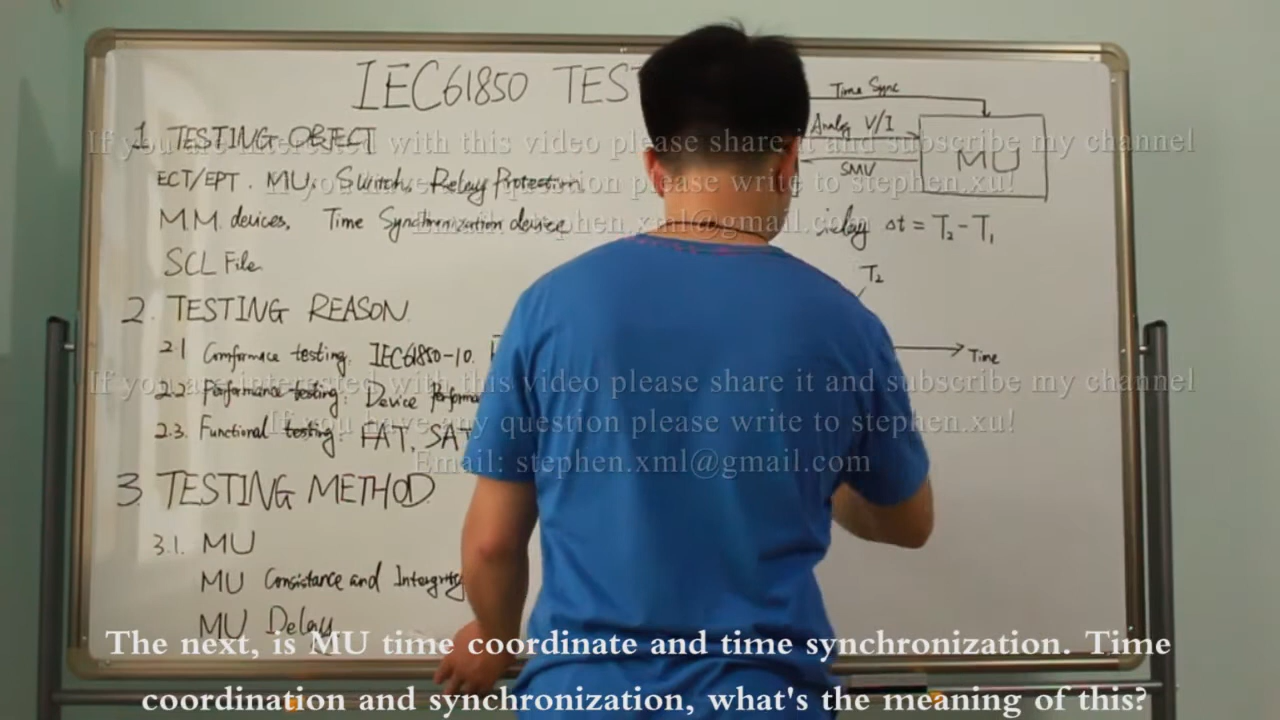 IEC61850 TES
1. TESTING OBJECT
ECT/EPT. MU. Switch. Relay Protection.
M.M. devices, Time Synchronization device
SCL File
2. TESTING REASON.
2.1 Comformace testing. IEC61850-10.
2.2 Performance testing: Device Performa
2.3. Functional testing: FAT, SAT
3 TESTING METHOD
3.1. MU
MU Consistance and Intergrity
MU Delay
Time Sync
Analog V/I
SMV
MU
Δt = T2 - T1
T2
Time
If you are interested with this video please share it and subscribe my channel
If you have any question please write to stephen.xu!
Email: stephen.xml@gmail.com
If you are interested with this video please share it and subscribe my channel
If you have any question please write to stephen.xu!
Email: stephen.xml@gmail.com
The next, is MU time coordinate and time synchronization. Time
coordination and synchronization, what's the meaning of this?